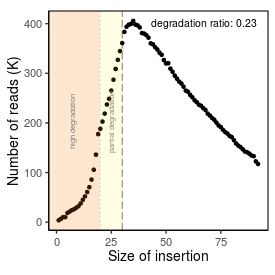 degradation ratio: 0.23
Number of reads (K)
400
300
200
100
0
high degradation
partial degradation
0
25
50
75
Size of insertion